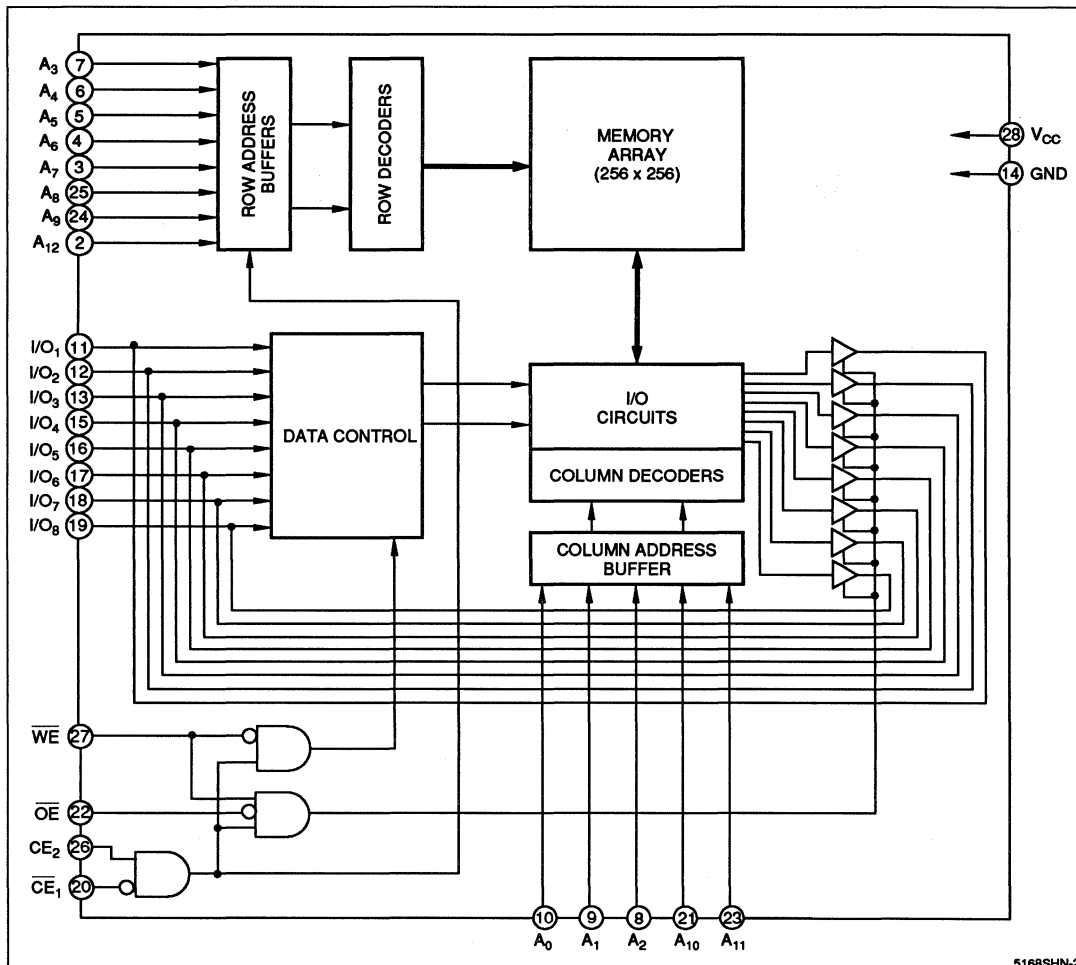 A3 7
A4 6
A5 5
A6 4
A7 3
A8 25
A9 24
A12 2
ROW ADDRESS
BUFFERS
ROW DECODERS
MEMORY
ARRAY
(256 x 256)
28 VCC
14 GND
I/O1 11
I/O2 12
I/O3 13
I/O4 15
I/O5 16
I/O6 17
I/O7 18
I/O8 19
DATA CONTROL
I/O
CIRCUITS
COLUMN DECODERS
COLUMN ADDRESS
BUFFER
W̅E̅ 27
O̅E̅ 22
CE2 26
C̅E̅1 20
10 9 8 21 23
A0 A1 A2 A10 A11
5168SHN-2